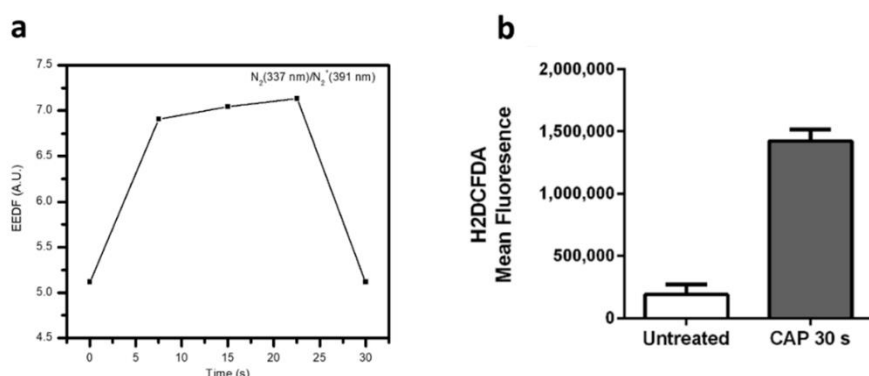 a
N₂(337 nm)/N₂⁺(391 nm)
7.5
7.0
6.5
6.0
5.5
5.0
4.5
EEDF (A.U.)
0 5 10 15 20 25 30
Time (s)
b
2,000,000
1,500,000
1,000,000
500,000
0
H2DCFDA
Mean Fluoresence
Untreated CAP 30 s